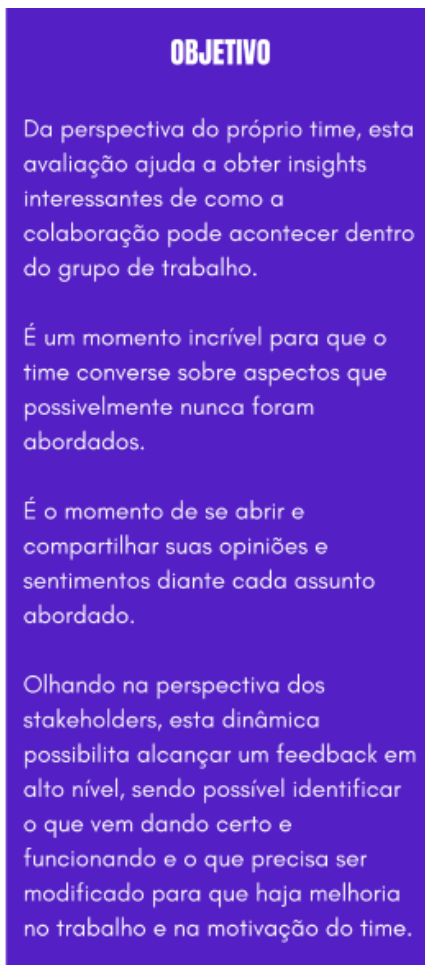 OBJETIVO
Da perspectiva do próprio time, esta
avaliação ajuda a obter insights
interessantes de como a
colaboração pode acontecer dentro
do grupo de trabalho.
É um momento incrível para que o
time converse sobre aspectos que
possivelmente nunca foram
abordados.
É o momento de se abrir e
compartilhar suas opiniões e
sentimentos diante cada assunto
abordado.
Olhando na perspectiva dos
stakeholders, esta dinâmica
possibilita alcançar um feedback em
alto nível, sendo possível identificar
o que vem dando certo e
funcionando e o que precisa ser
modificado para que haja melhoria
no trabalho e na motivação do time.